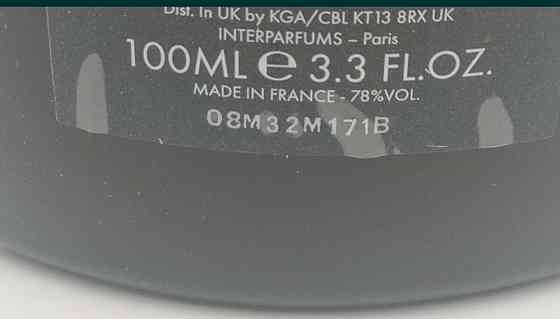 Dist. In UK by KGA/CBL KT13 8RX UK
INTERPARFUMS – Paris
100ML e 3.3 FL.OZ.
MADE IN FRANCE - 78%VOL.
08M32M171B